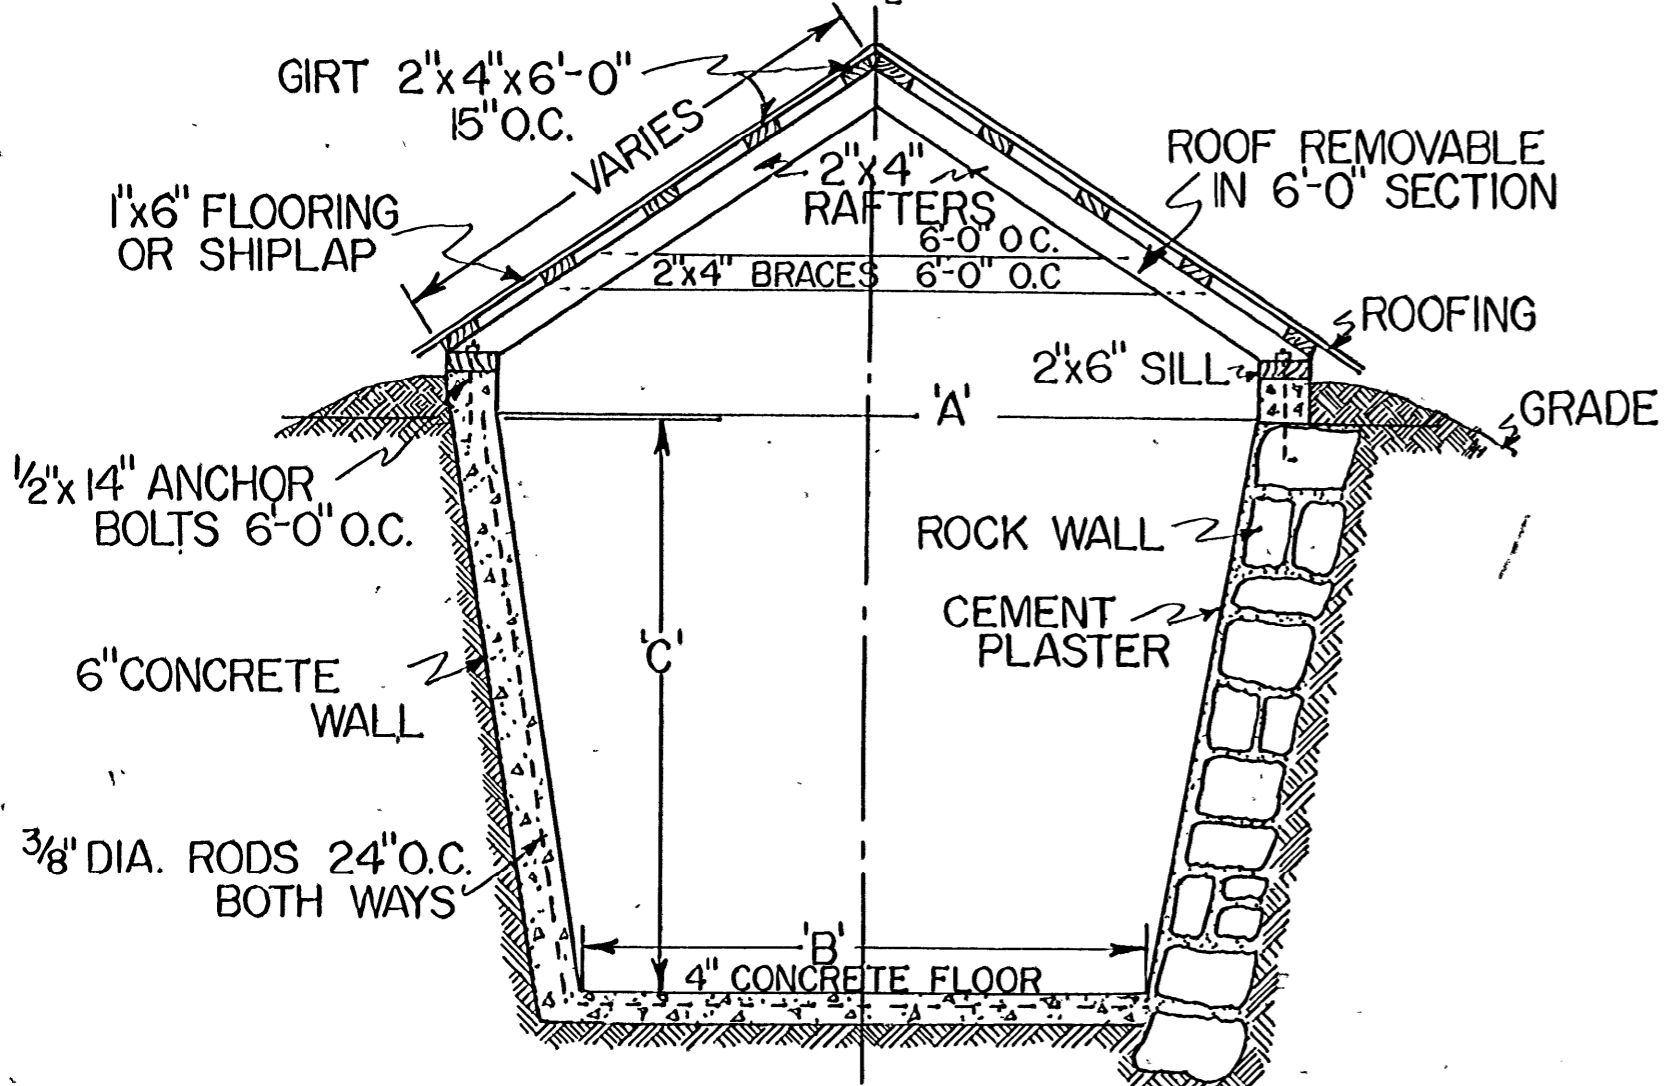 GIRT 2"x4"x6'-0"
15"O.C.
VARIES
2"x4"
RAFTERS
6'-0" O C.
2"x4" BRACES 6'-0" O.C
ROOF REMOVABLE
IN 6'-0" SECTION
1"x6" FLOORING
OR SHIPLAP
ROOFING
2"x6" SILL
'A'
GRADE
½"x14" ANCHOR
BOLTS 6'-0" O.C.
ROCK WALL
CEMENT
PLASTER
'C'
6" CONCRETE
WALL
⅜" DIA. RODS 24" O.C.
BOTH WAYS
'B'
4" CONCRETE FLOOR